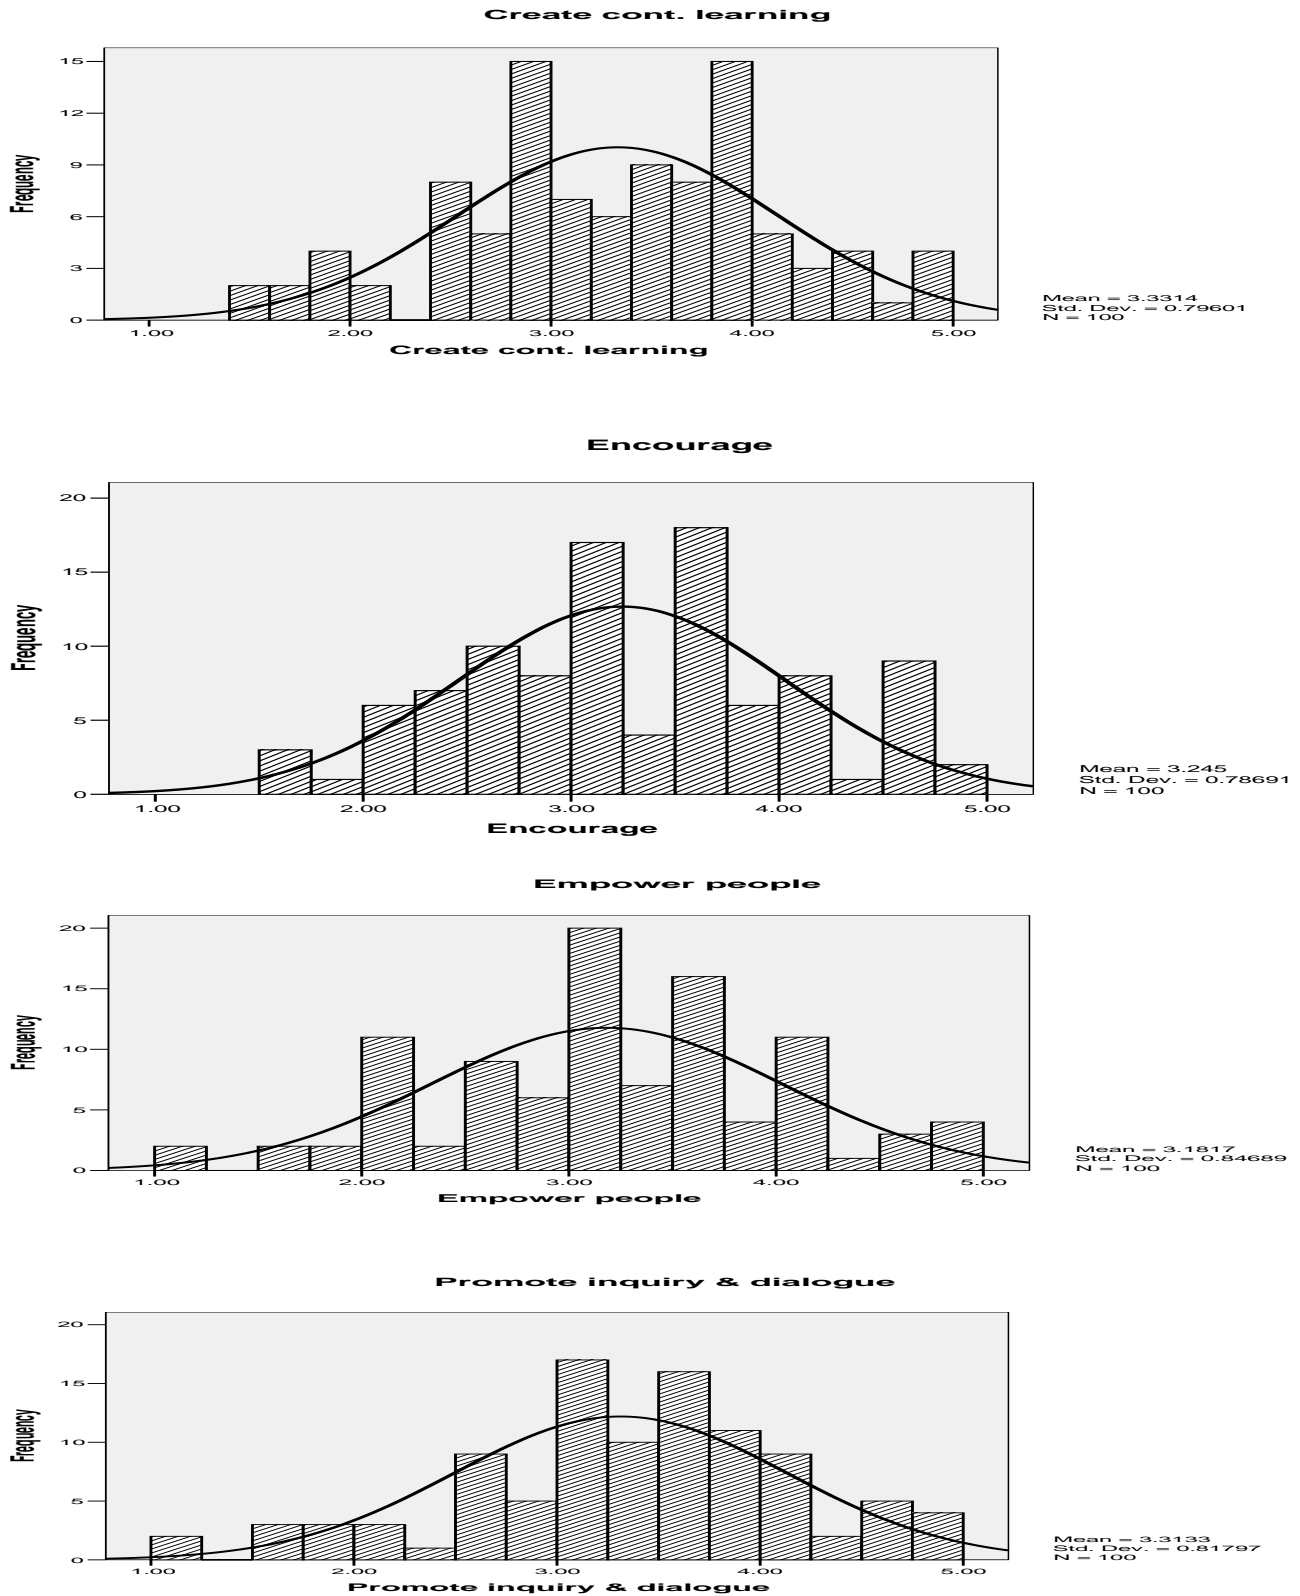 Create cont. learning
15
12
9
6
3
0
Frequency
1.00 2.00 3.00 4.00 5.00
Create cont. learning
Mean = 3.3314
Std. Dev. = 0.79601
N = 100
Encourage
20
15
10
5
0
Frequency
1.00 2.00 3.00 4.00 5.00
Encourage
Mean = 3.245
Std. Dev. = 0.78691
N = 100
Empower people
20
15
10
5
0
Frequency
1.00 2.00 3.00 4.00 5.00
Empower people
Mean = 3.1817
Std. Dev. = 0.84689
N = 100
Promote inquiry & dialogue
20
15
10
5
0
Frequency
1.00 2.00 3.00 4.00 5.00
Promote inquiry & dialogue
Mean = 3.3133
Std. Dev. = 0.81797
N = 100